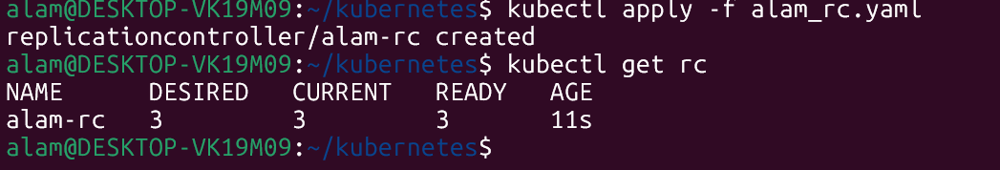 alam@DESKTOP-VK19M09:~/kubernetes$ kubectl apply -f alam_rc.yaml
replicationcontroller/alam-rc created
alam@DESKTOP-VK19M09:~/kubernetes$ kubectl get rc
NAME      DESIRED   CURRENT   READY   AGE
alam-rc   3         3         3       11s
alam@DESKTOP-VK19M09:~/kubernetes$